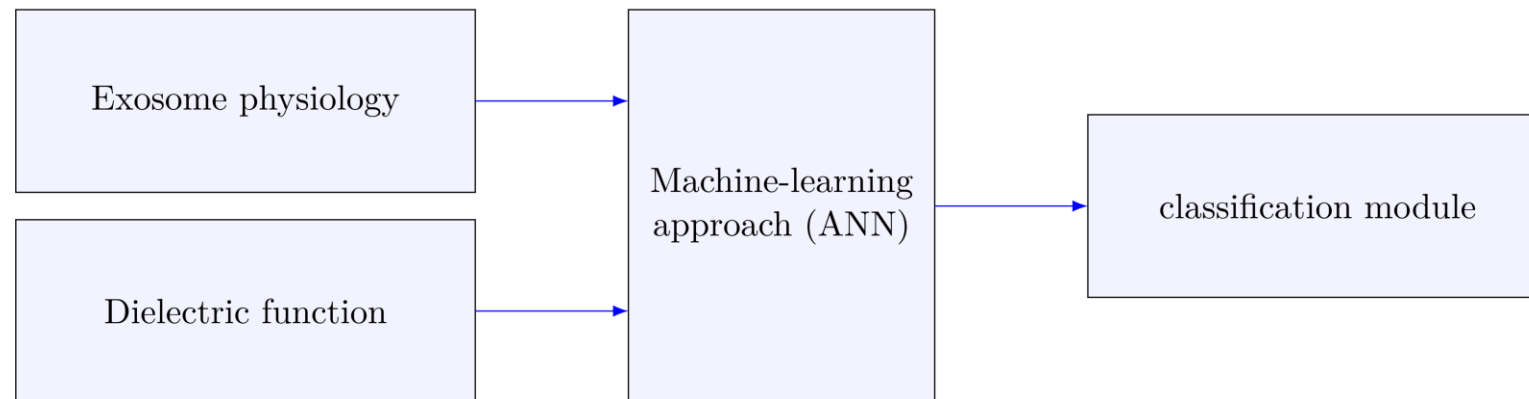 Exosome physiology
Dielectric function
Machine-learning
approach (ANN)
classification module